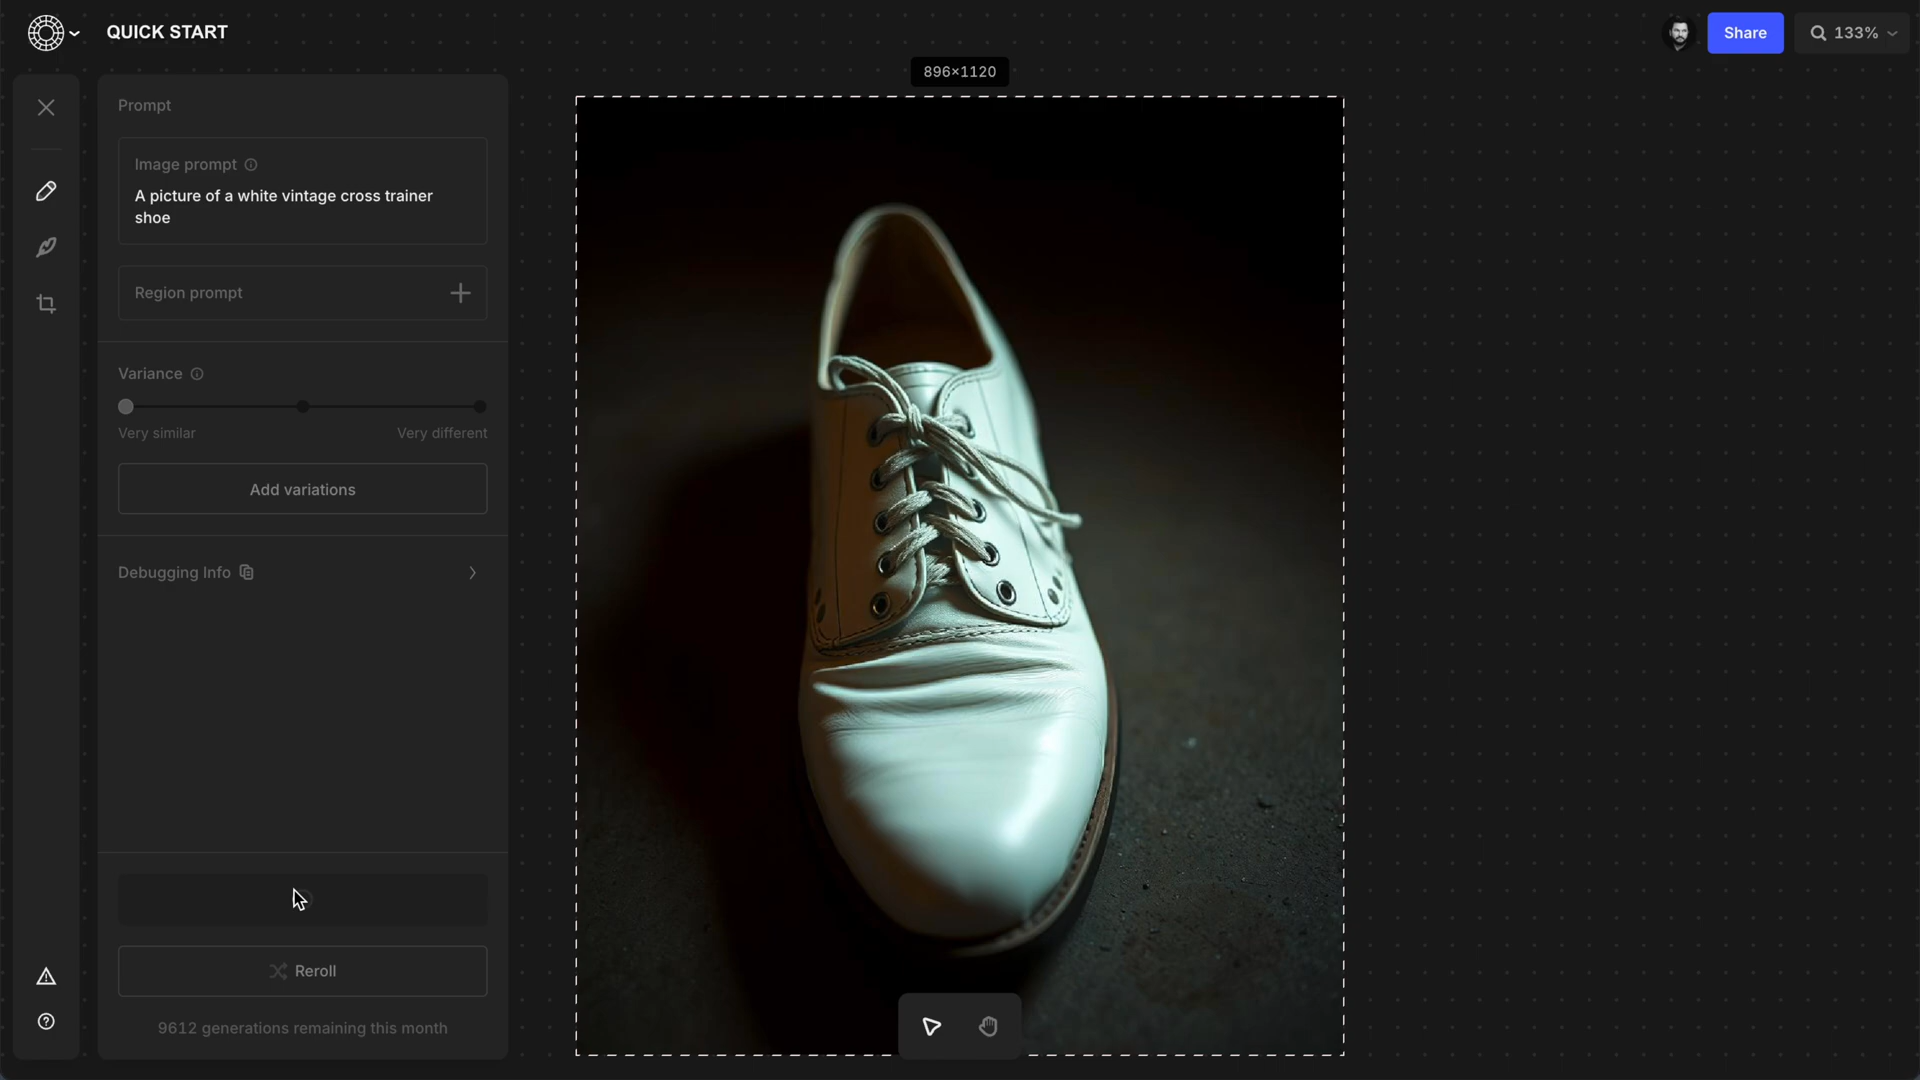 QUICK START
Share
133%
896×1120
Prompt
Image prompt
A picture of a white vintage cross trainer
shoe
Region prompt
Variance
Very similar
Very different
Add variations
Debugging Info
Reroll
9612 generations remaining this month